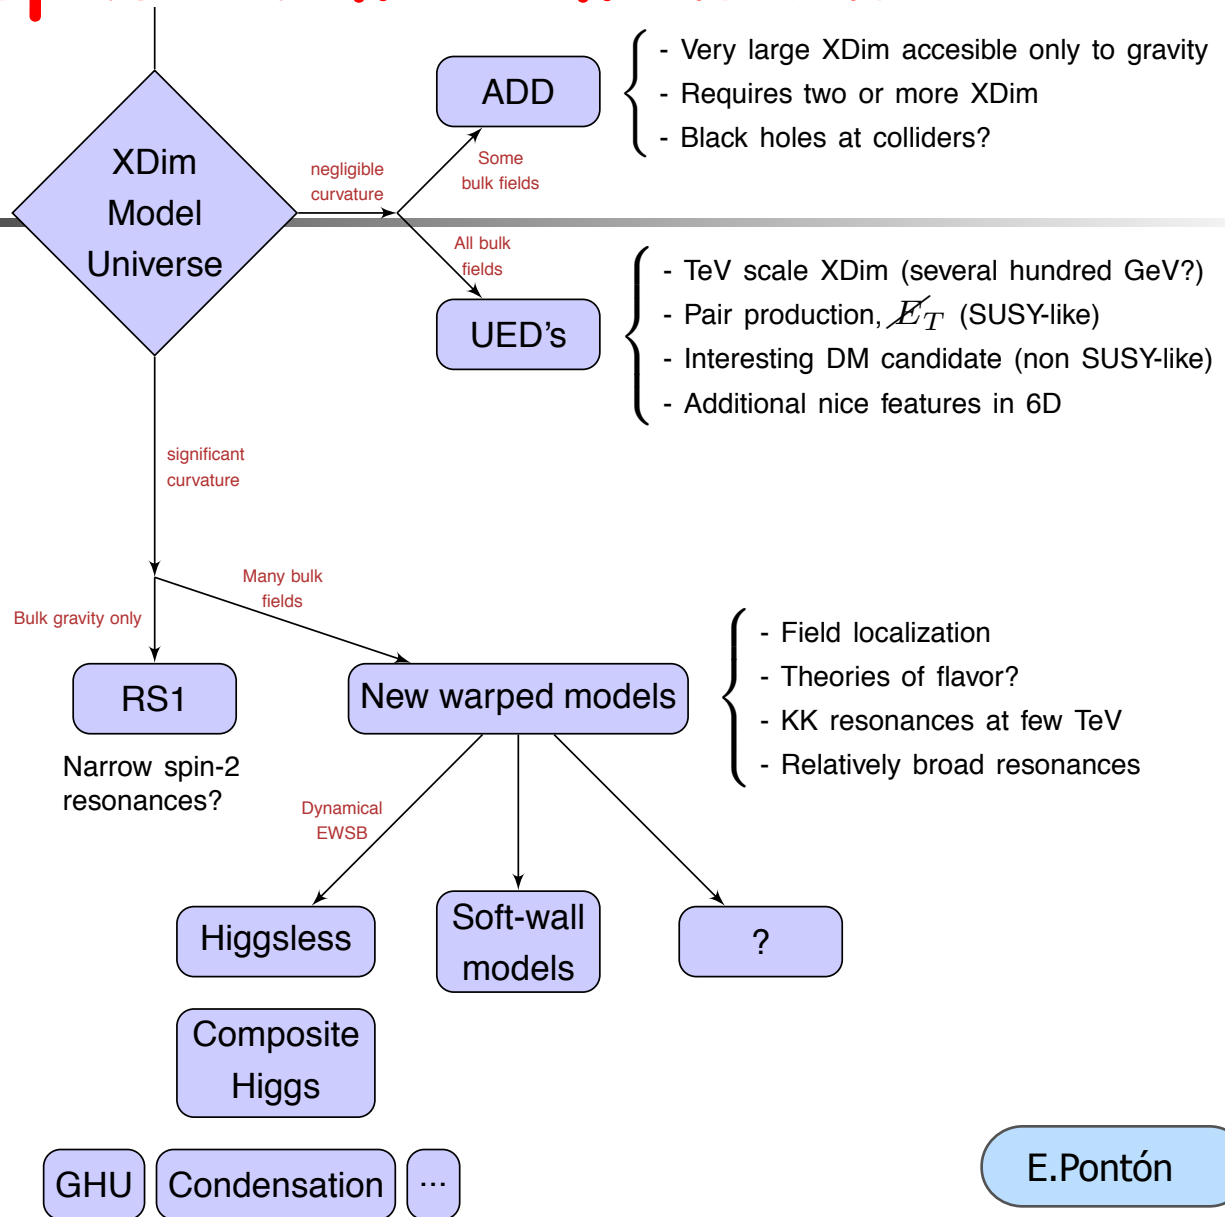 ADD
- Very large XDim accesible only to gravity
- Requires two or more XDim
- Black holes at colliders?
XDim
Model
Universe
negligible
curvature
Some
bulk fields
All bulk
fields
UED's
- TeV scale XDim (several hundred GeV?)
- Pair production, E̸_T (SUSY-like)
- Interesting DM candidate (non SUSY-like)
- Additional nice features in 6D
significant
curvature
Bulk gravity only
Many bulk
fields
RS1
Narrow spin-2
resonances?
New warped models
- Field localization
- Theories of flavor?
- KK resonances at few TeV
- Relatively broad resonances
Dynamical
EWSB
Higgsless
Soft-wall
models
?
Composite
Higgs
GHU
Condensation
...
E.Pontón